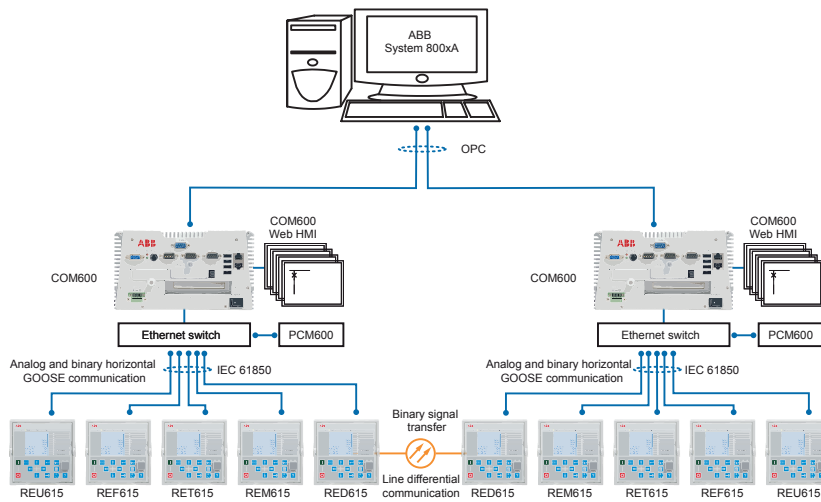 ABB
System 800xA
OPC
COM600
Web HMI
ABB
COM600
Ethernet switch
PCM600
Analog and binary horizontal
GOOSE communication
IEC 61850
REU615
REF615
RET615
REM615
RED615
Binary signal
transfer
Line differential
communication
COM600
Web HMI
ABB
COM600
Ethernet switch
PCM600
Analog and binary horizontal
GOOSE communication
IEC 61850
RED615
REM615
RET615
REF615
REU615